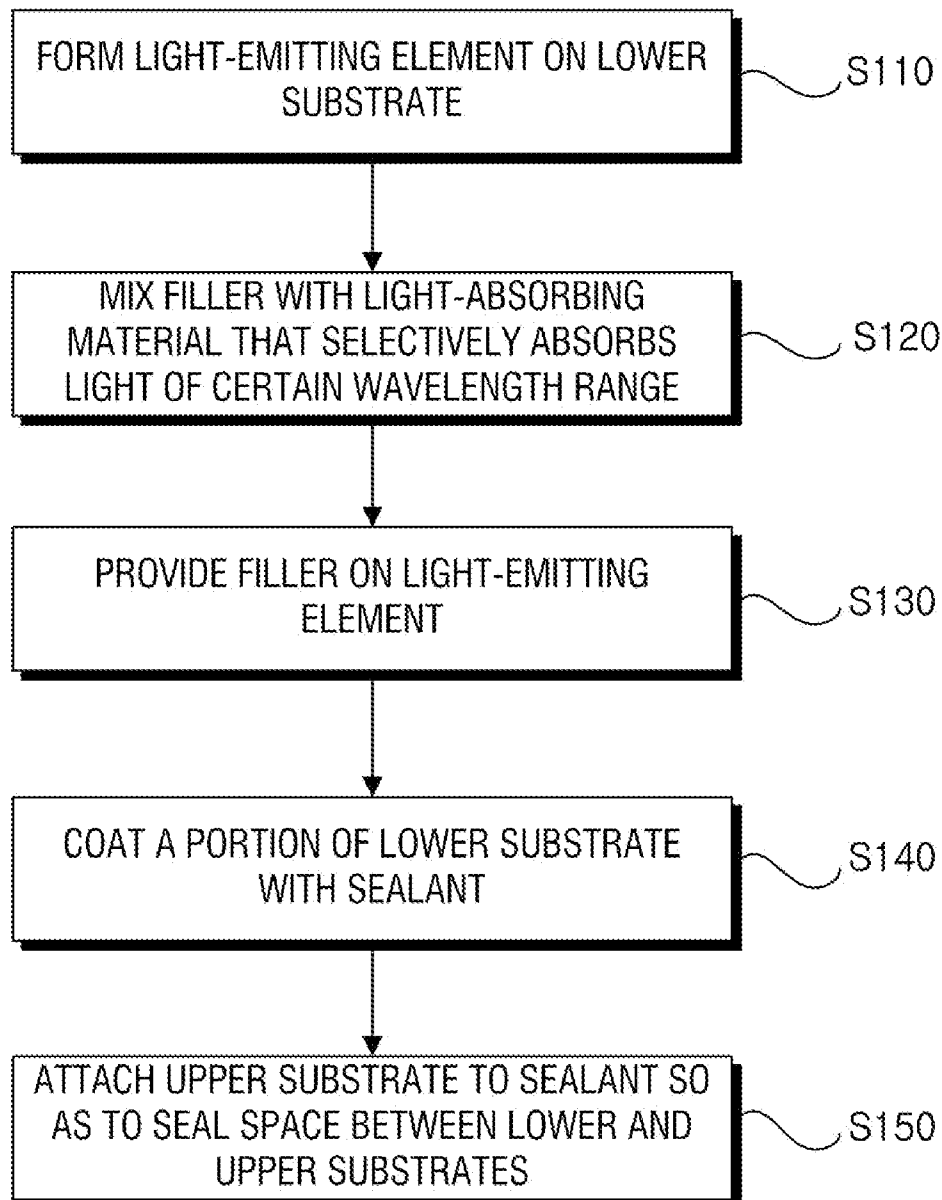 FORM LIGHT-EMITTING ELEMENT ON LOWER
SUBSTRATE
S110
MIX FILLER WITH LIGHT-ABSORBING
MATERIAL THAT SELECTIVELY ABSORBS
LIGHT OF CERTAIN WAVELENGTH RANGE
S120
PROVIDE FILLER ON LIGHT-EMITTING
ELEMENT
S130
COAT A PORTION OF LOWER SUBSTRATE
WITH SEALANT
S140
ATTACH UPPER SUBSTRATE TO SEALANT SO
AS TO SEAL SPACE BETWEEN LOWER AND
UPPER SUBSTRATES
S150